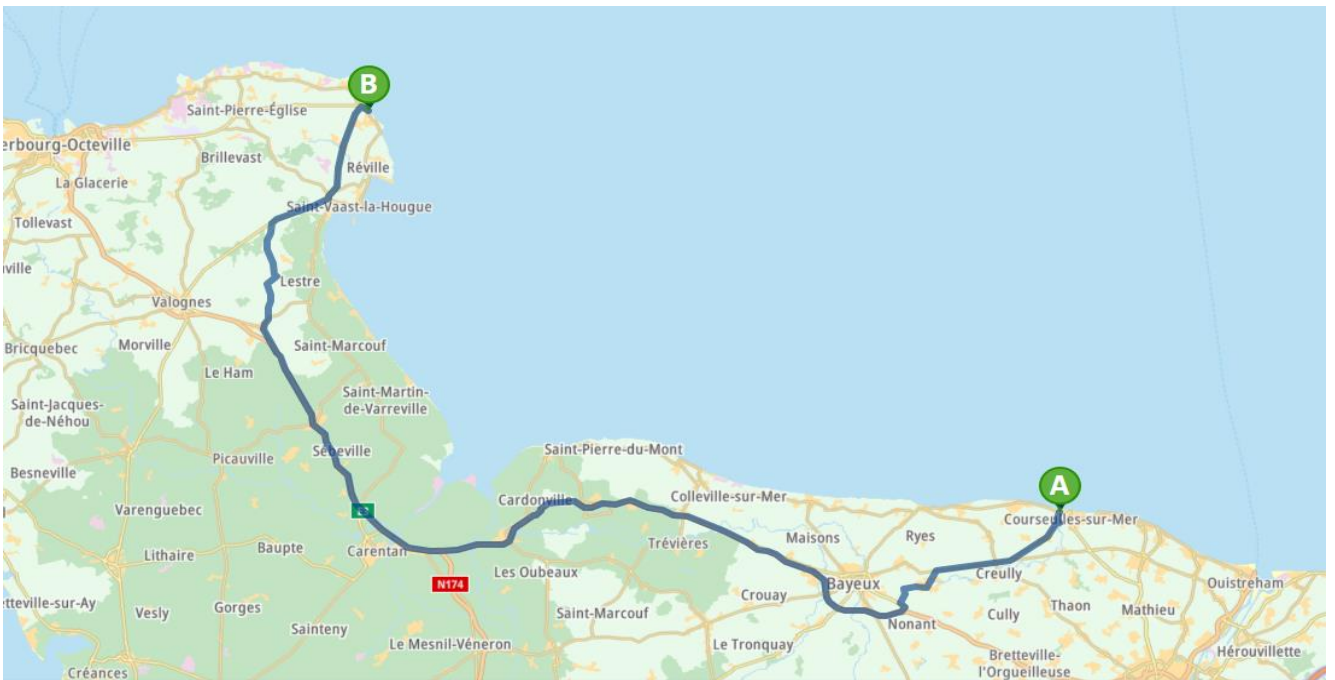 B
Saint-Pierre-Église
erbourg-Octeville
Brillevast
Réville
La Glacerie
Saint-Vaast-la-Hougue
Tollevast
uville
Lestre
Valognes
Bricquebec
Morville
Saint-Marcouf
Le Ham
Saint-Martin-
de-Varreville
Saint-Jacques-
de-Néhou
Sébeville
Saint-Pierre-du-Mont
Picauville
Besneville
A
Cardonville
Colleville-sur-Mer
Varenguebec
Courseulles-sur-Mer
Maisons
Ryes
Trévières
Lithaire
Baupte
Carentan
Les Oubeaux
Creully
N174
Bayeux
Ouistreham
Crouay
etteville-sur-Ay
Vesly
Gorges
Saint-Marcouf
Cully
Thaon
Mathieu
Nonant
Sainteny
Le Mesnil-Véneron
Le Tronquay
Bretteville-
l'Orgueilleuse
Hérouvillette
Créances